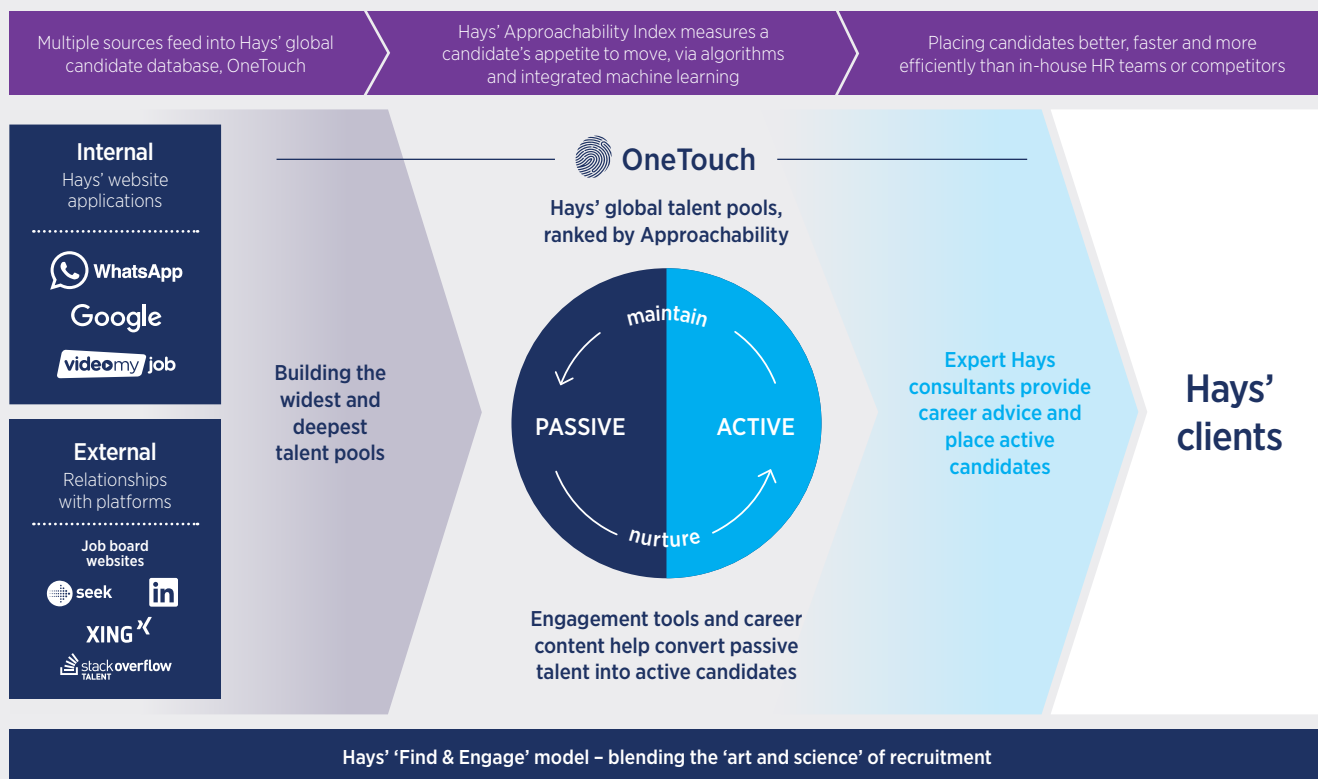 Multiple sources feed into Hays’ global
candidate database, OneTouch
Hays’ Approachability Index measures a
candidate’s appetite to move, via algorithms
and integrated machine learning
Placing candidates better, faster and more
efficiently than in-house HR teams or competitors
Internal
Hays’ website
applications
WhatsApp
Google
videomyjob
External
Relationships
with platforms
Job board
websites
seek
in
XING
stackoverflow
TALENT
Building the
widest and
deepest
talent pools
OneTouch
Hays’ global talent pools,
ranked by Approachability
maintain
PASSIVE
ACTIVE
nurture
Engagement tools and career
content help convert passive
talent into active candidates
Expert Hays
consultants provide
career advice and
place active
candidates
Hays’
clients
Hays’ ‘Find & Engage’ model – blending the ‘art and science’ of recruitment